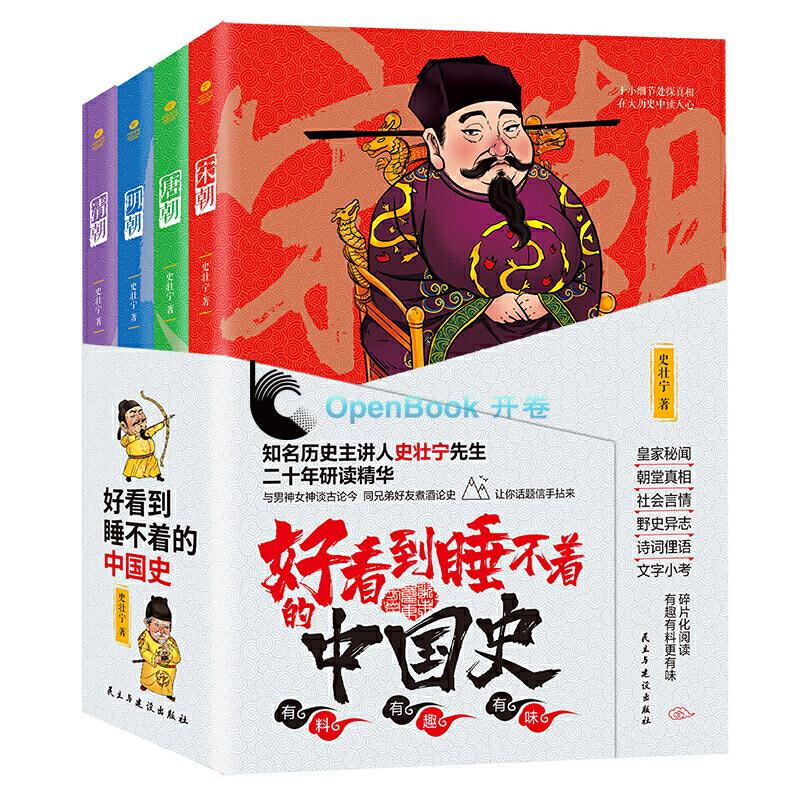 清朝
史壮宁 著
明朝
史壮宁 著
唐朝
史壮宁 著
宋朝
史壮宁 著
宋朝
于小细节处探真相
在大历史中读人心
史壮宁 著
OpenBook 开卷
知名历史主讲人史壮宁先生
二十年研读精华
与男神女神谈古论今 同兄弟好友煮酒论史 让你话题信手拈来
好看到睡不着
的
中国史
有料
有趣
有味
皇家秘闻
朝堂真相
社会言情
野史异志
诗词俚语
文字小考
碎片化阅读
有趣有料更有味
民主与建设出版社
好看到
睡不着的
中国史
史壮宁 著
民主与建设出版社